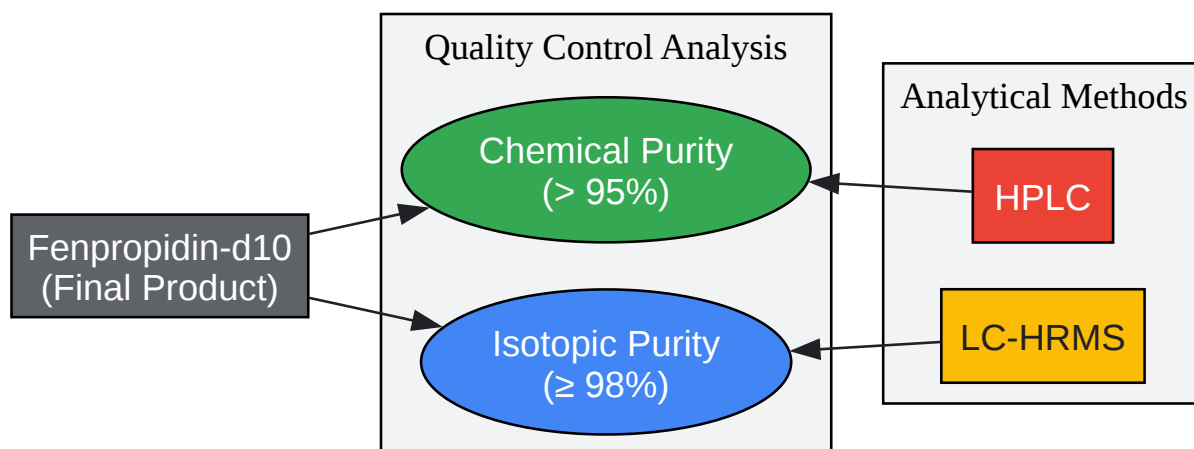 Quality Control Analysis
Analytical Methods
Chemical Purity
(> 95%)
HPLC
Fenpropidin-d10
(Final Product)
Isotopic Purity
(≥ 98%)
LC-HRMS